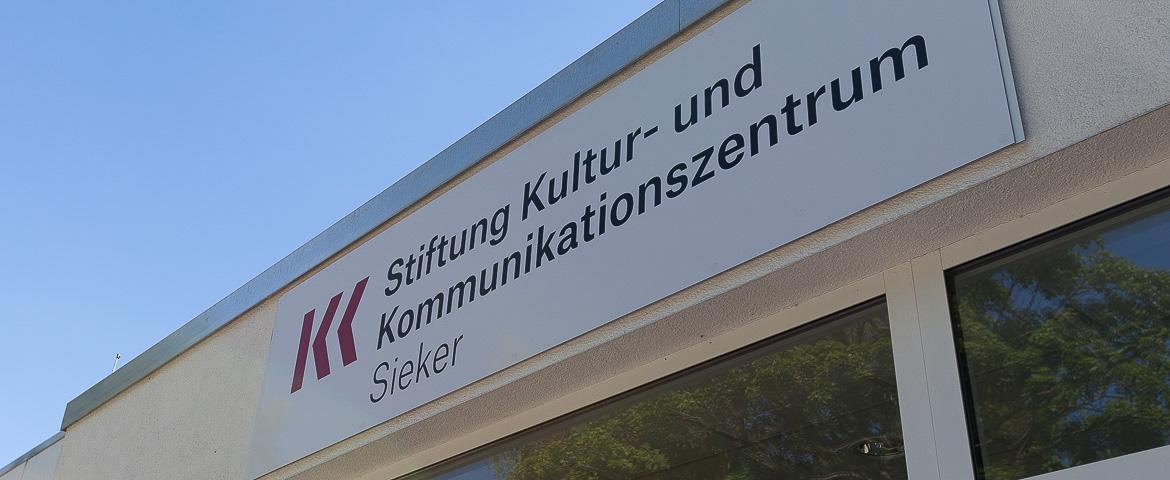 Stiftung Kultur- und
Kommunikationszentrum
Sieker